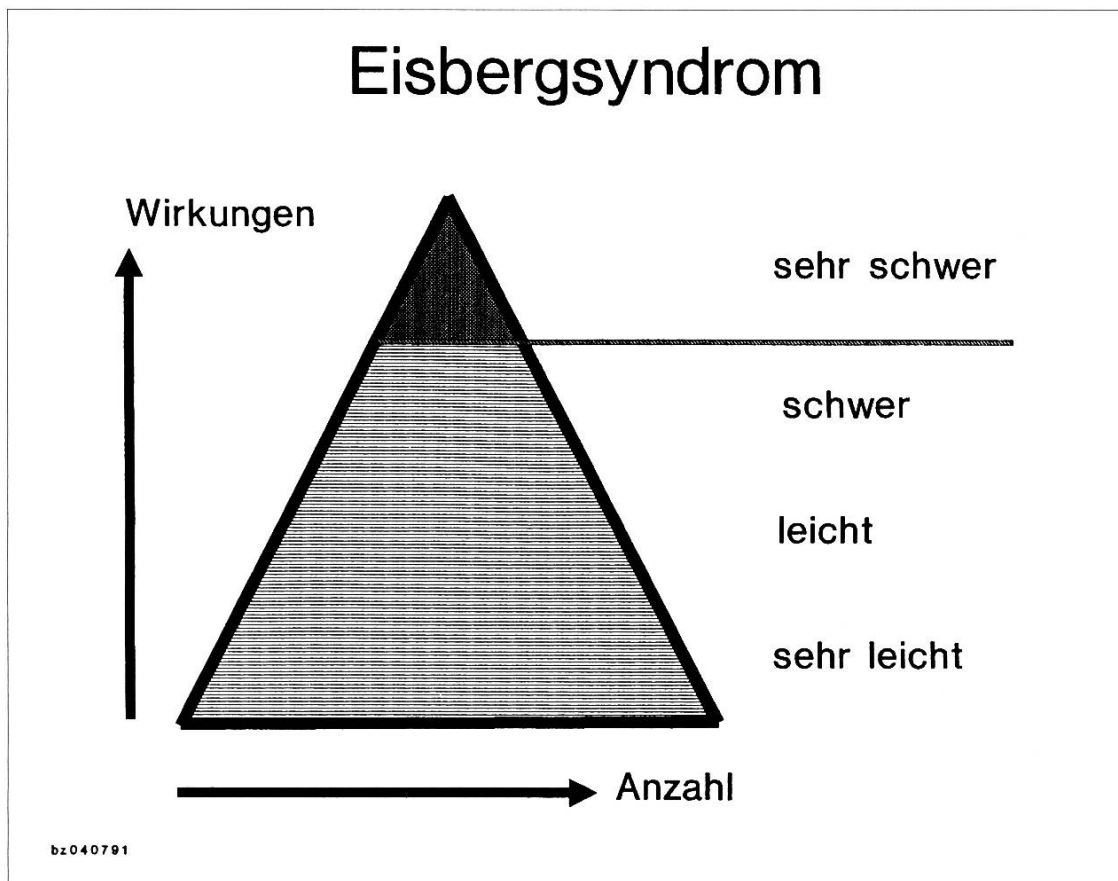 Eisbergsyndrom
Wirkungen
sehr schwer
schwer
leicht
sehr leicht
Anzahl
bz040791